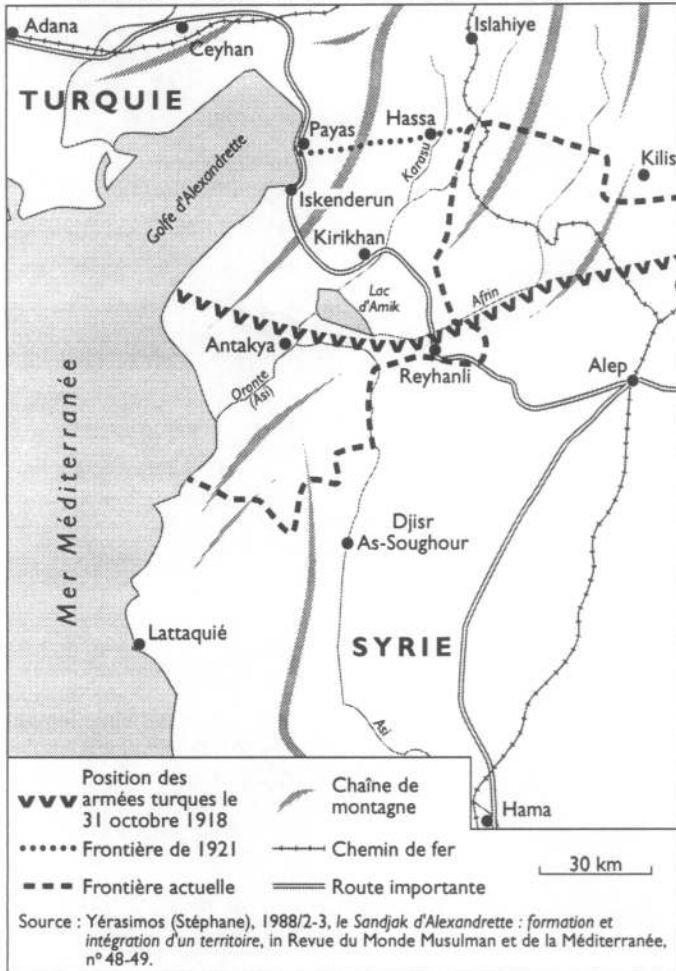 Adana
Ceyhan
Islahiye
TURQUIE
Payas
Hassa
Karasu
Kilis
Golfe d'Alexandrette
Iskenderun
Kirikhan
Lac
d'Amik
Afrin
Antakya
Reyhanli
Alep
Oronte
(Asi)
Mer Méditerranée
Djisr
As-Soughour
Lattaquié
SYRIE
Asi
Hama
Position des
armées turques le
31 octobre 1918
Chaîne de
montagne
Frontière de 1921
Chemin de fer
30 km
Frontière actuelle
Route importante
Source : Yérasimos (Stéphane), 1988/2-3, le Sandjak d'Alexandrette : formation et
intégration d'un territoire, in Revue du Monde Musulman et de la Méditerranée,
n° 48-49.